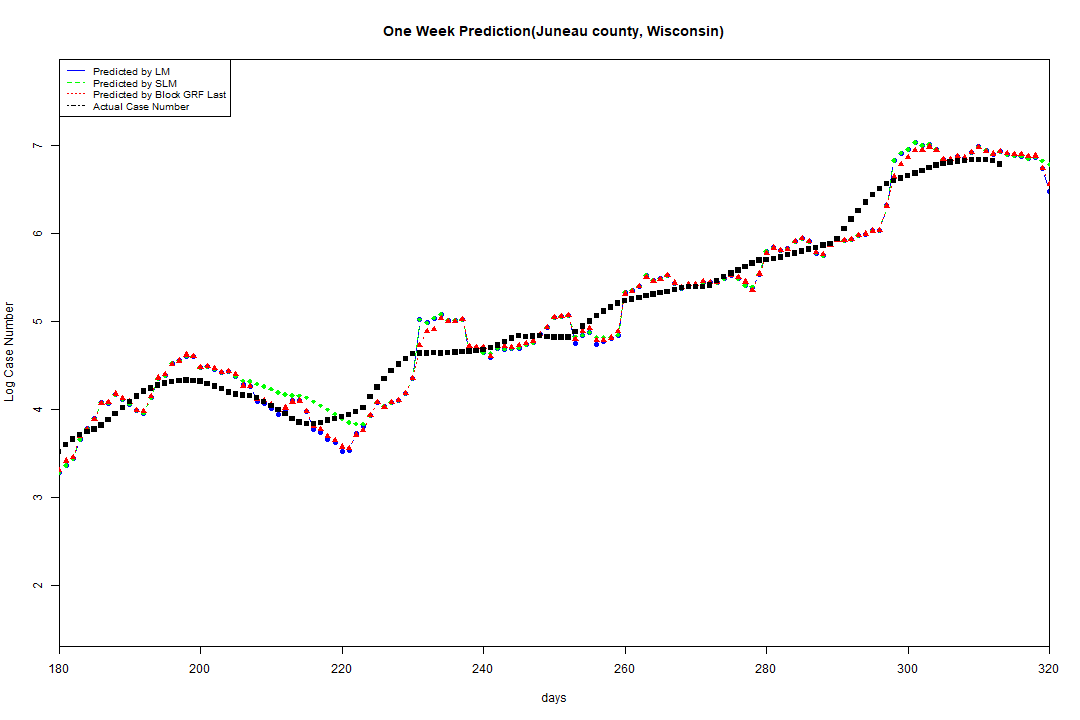 One Week Prediction(Juneau county, Wisconsin)
Predicted by LM
Predicted by SLM
Predicted by Block GRF Last
Actual Case Number
7
6
5
4
3
2
Log Case Number
180 200 220 240 260 280 300 320
days